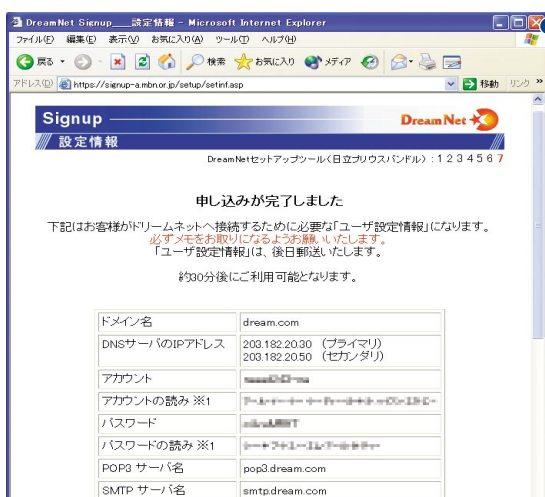 DreamNet Signup___設定情報 - Microsoft Internet Explorer
ファイル(F) 編集(E) 表示(V) お気に入り(A) ツール(T) ヘルプ(H)
戻る 検索 お気に入り メディア
アドレス(D) https://signup-a.mbn.or.jp/setup/setinf.asp 移動 リンク »
Signup DreamNet
設定情報
DreamNetセットアップツール(日立プリウスバンドル):1 2 3 4 5 6 7
申し込みが完了しました
下記はお客様がドリームネットへ接続するために必要な「ユーザ設定情報」になります。
必ずメモをお取りになるようお願いいたします。
「ユーザ設定情報」は、後日郵送いたします。
約30分後にご利用可能となります。
ドメイン名 dream.com
DNSサーバのIPアドレス 203.182.20.30 (プライマリ)
203.182.20.50 (セカンダリ)
アカウント
アカウントの読み ※1
パスワード
パスワードの読み ※1
POP3 サーバ名 pop3.dream.com
SMTP サーバ名 smtp.dream.com